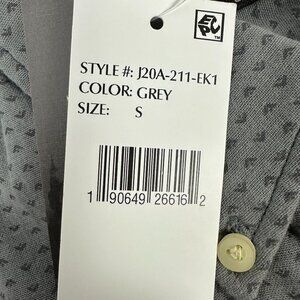 STYLE #: J20A-211-EK1
COLOR: GREY
SIZE: S
1 90649 26616 2